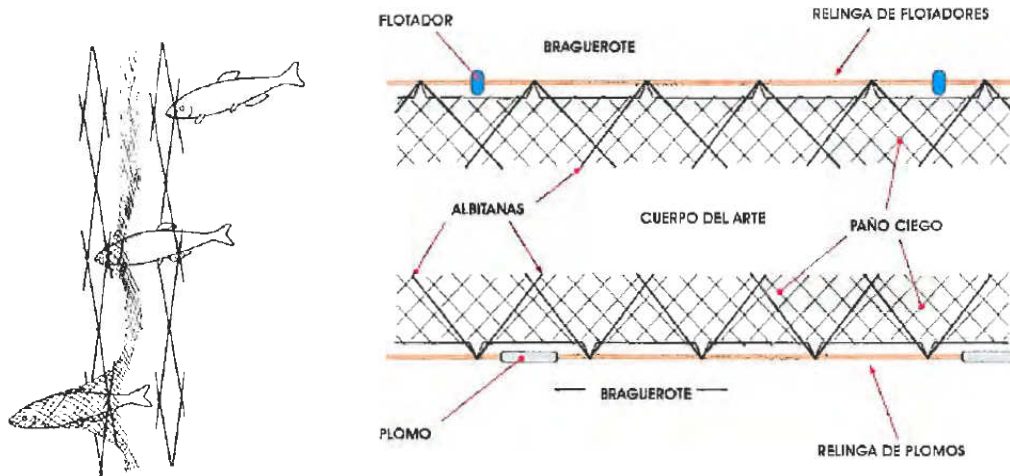 FLOTADOR
RELINGA DE FLOTADORES
BRAGUEROTE
ALBITANAS
CUERPO DEL ARTE
PAÑO CIEGO
BRAGUEROTE
PLOMO
RELINGA DE PLOMOS